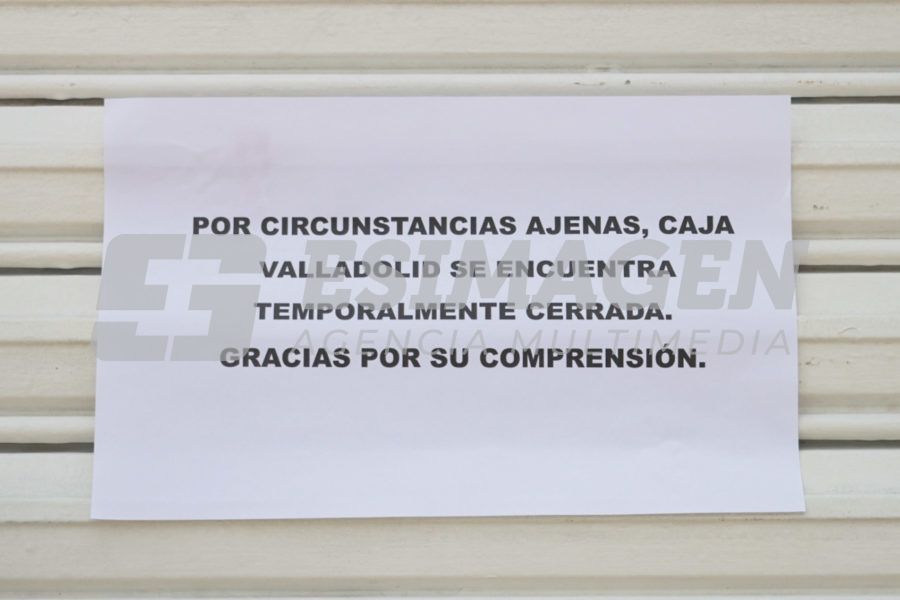 POR CIRCUNSTANCIAS AJENAS, CAJA
VALLADOLID SE ENCUENTRA
TEMPORALMENTE CERRADA.
GRACIAS POR SU COMPRENSIÓN.
ESIMAGEN
AGENCIA MULTIMEDIA